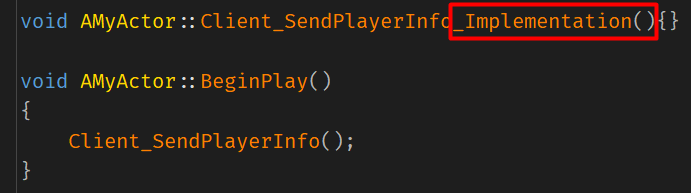 void AMyActor::Client_SendPlayerInfo_Implementation(){}
void AMyActor::BeginPlay()
{
    Client_SendPlayerInfo();
}